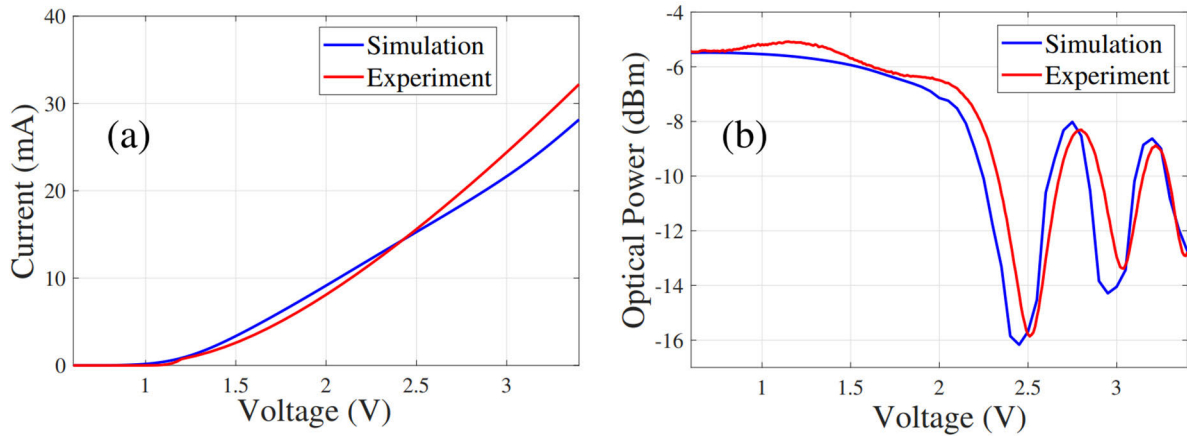 40
30
20
10
0
1
1.5
2
2.5
3
Voltage (V)
Current (mA)
Simulation
Experiment
(a)
-4
-6
-8
-10
-12
-14
-16
1
1.5
2
2.5
3
Voltage (V)
Optical Power (dBm)
Simulation
Experiment
(b)